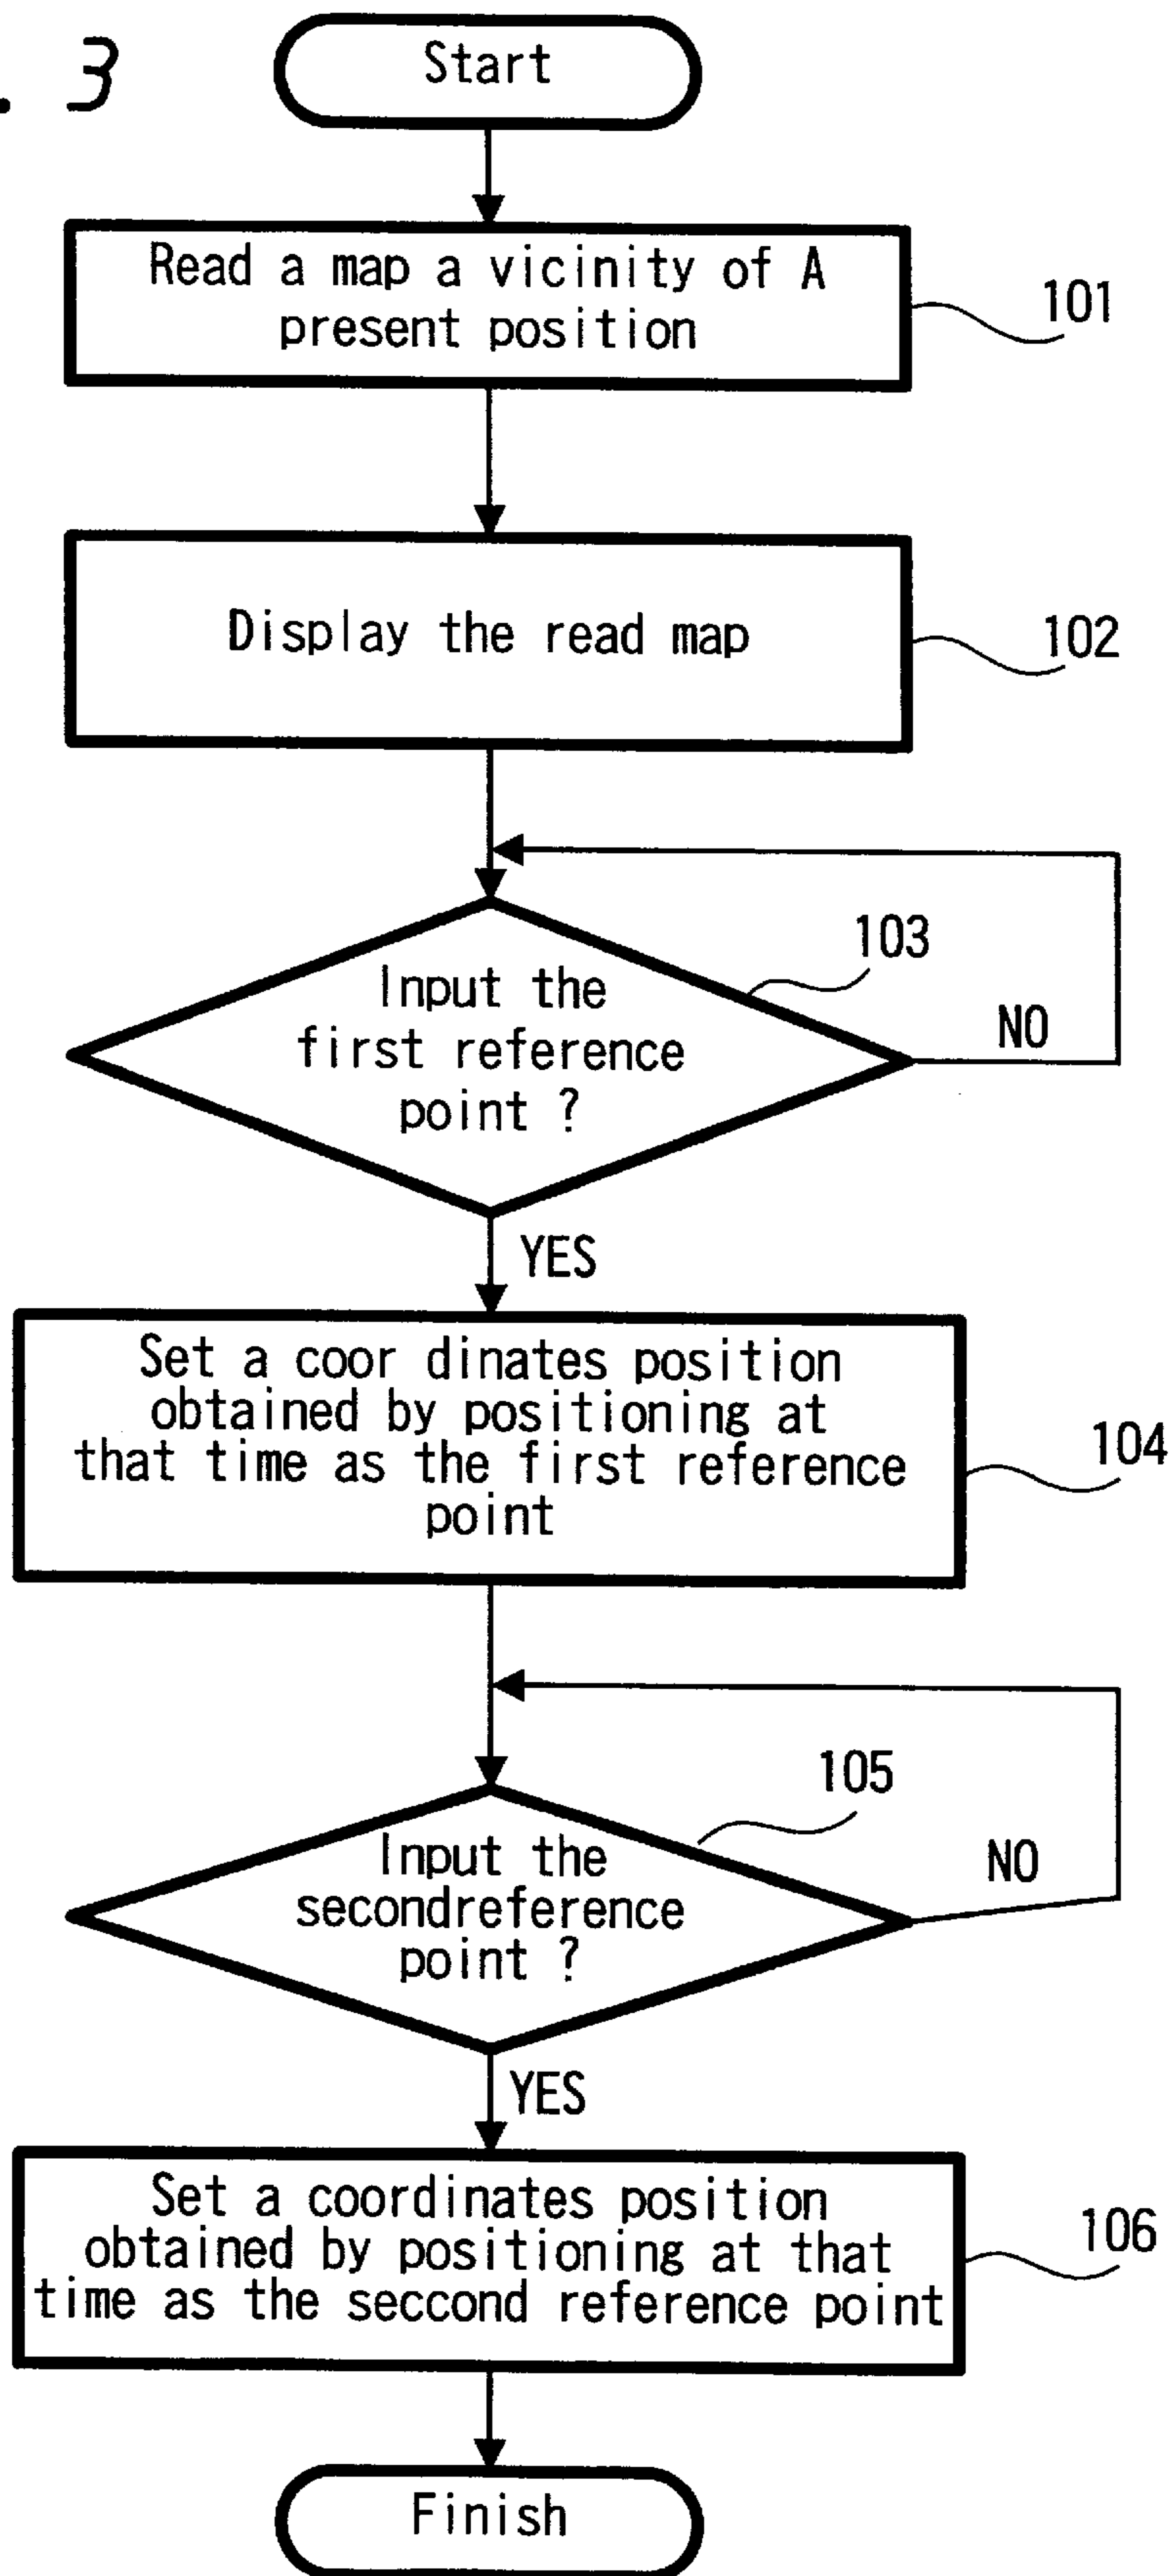 . 3
Start
Read a map a vicinity of A
present position
101
Display the read map
102
103
Input the
first reference
point ?
NO
YES
Set a coor dinates position
obtained by positioning at
that time as the first reference
point
104
105
Input the
secondreference
point ?
NO
YES
Set a coordinates position
obtained by positioning at that
time as the seccond reference point
106
Finish